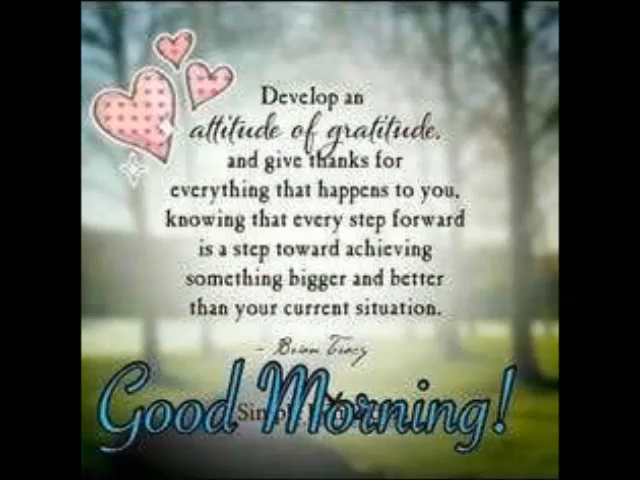 Develop an
attitude of gratitude,
and give thanks for
everything that happens to you,
knowing that every step forward
is a step toward achieving
something bigger and better
than your current situation.
- Brian Tracy
Good Morning!